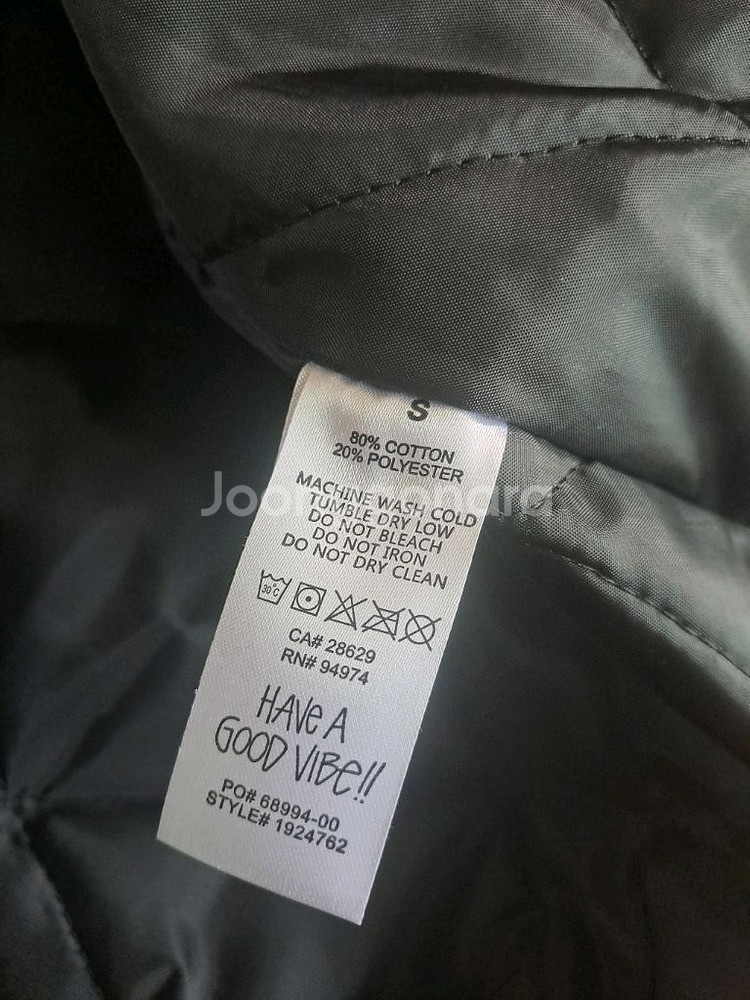 S
80% COTTON
20% POLYESTER
MACHINE WASH COLD
TUMBLE DRY LOW
DO NOT BLEACH
DO NOT IRON
DO NOT DRY CLEAN
30°C
CA# 28629
RN# 94974
HAVE A
GOOD VIBE!!
PO# 68994-00
STYLE# 1924762